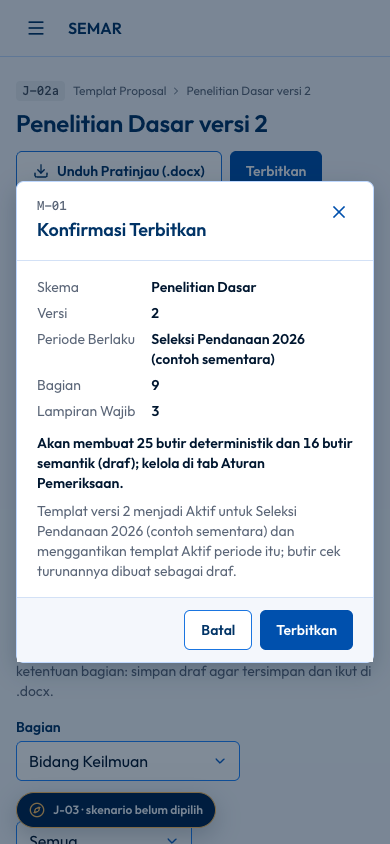 SEMAR
J-02a Templat Proposal > Penelitian Dasar versi 2
Penelitian Dasar versi 2
Unduh Pratinjau (.docx) Terbitkan
M-01
Konfirmasi Terbitkan
Skema Penelitian Dasar
Versi 2
Periode Berlaku Seleksi Pendanaan 2026
(contoh sementara)
Bagian 9
Lampiran Wajib 3
Akan membuat 25 butir deterministik dan 16 butir
semantik (draf); kelola di tab Aturan
Pemeriksaan.
Templat versi 2 menjadi Aktif untuk Seleksi
Pendanaan 2026 (contoh sementara) dan
menggantikan templat Aktif periode itu; butir cek
turunannya dibuat sebagai draf.
Batal Terbitkan
ketentuan bagian: simpan draf agar tersimpan dan ikut di
.docx.
Bagian
Bidang Keilmuan
J-03 · skenario belum dipilih
Semua